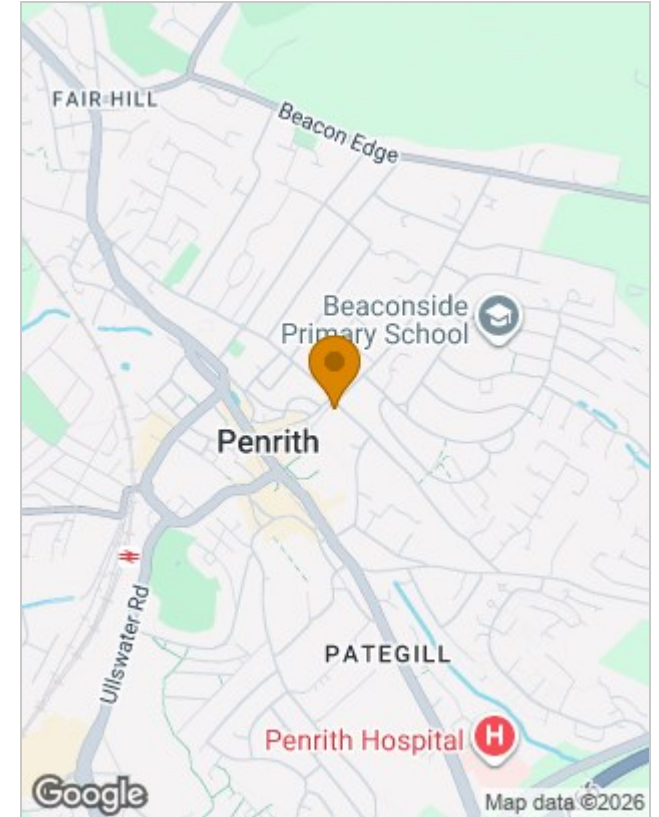 FAIR HILL
Beacon Edge
Beaconside
Primary School
Penrith
Ullswater Rd
PATEGILL
Penrith Hospital
H
Google
Map data ©2026